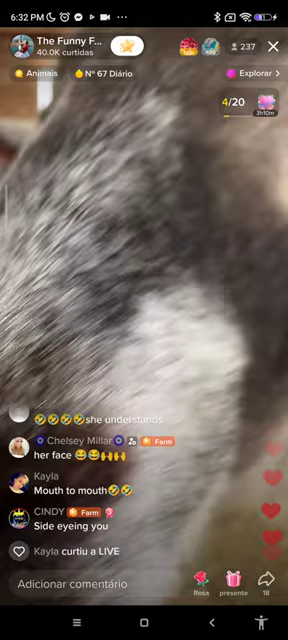 6:32 PM
The Funny F...
40.0K curtidas
237
Animais
Nº 67 Diário
Explorar >
4/20
3h10m
🤣🤣🤣🤣she understands
Chelsey Millar Farm
her face 😂😂🙌🙌
Kayla
Mouth to mouth🤣🤣
CINDY Farm
Side eyeing you
Kayla curtiu a LIVE
Adicionar comentário
Rosa
presente
18